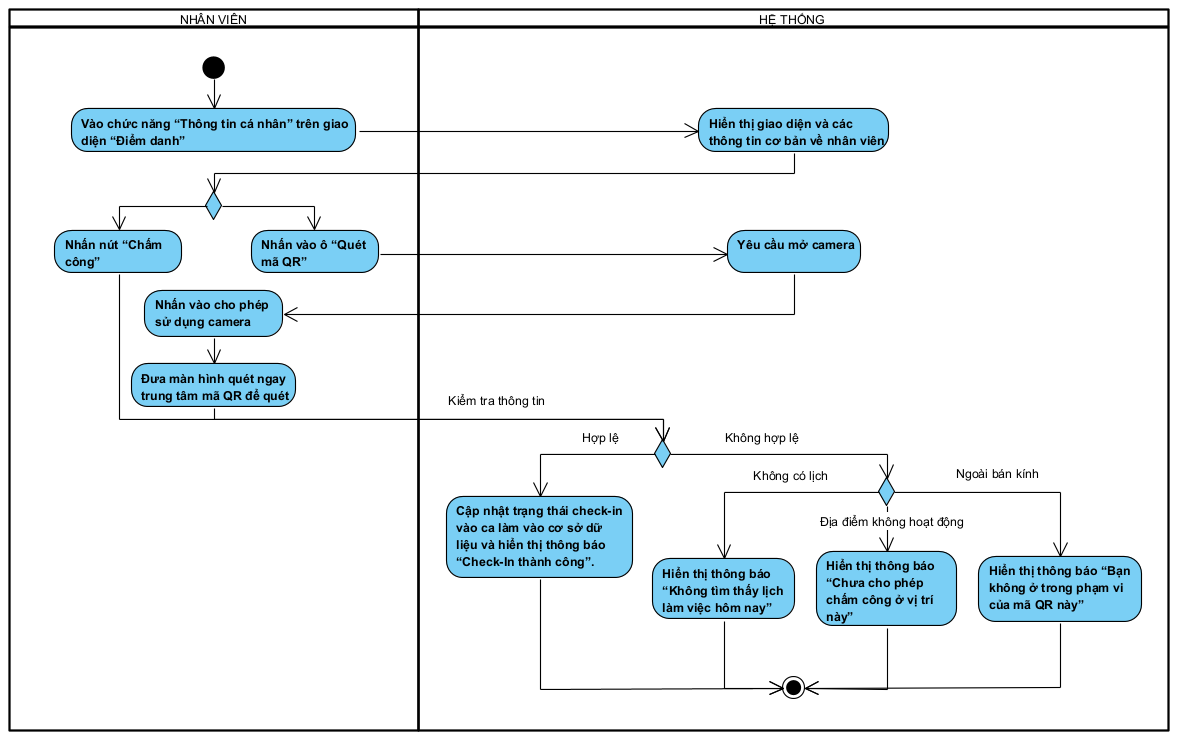 NHÂN VIÊN
HỆ THỐNG
Vào chức năng “Thông tin cá nhân” trên giao
diện “Điểm danh”
Hiển thị giao diện và các
thông tin cơ bản về nhân viên
Nhấn nút “Chấm
công”
Nhấn vào ô “Quét
mã QR”
Yêu cầu mở camera
Nhấn vào cho phép
sử dụng camera
Đưa màn hình quét ngay
trung tâm mã QR để quét
Kiểm tra thông tin
Hợp lệ
Không hợp lệ
Không có lịch
Ngoài bán kính
Địa điểm không hoạt động
Cập nhật trạng thái check-in
vào ca làm vào cơ sở dữ
liệu và hiển thị thông báo
“Check-In thành công”.
Hiển thị thông báo
“Không tìm thấy lịch
làm việc hôm nay”
Hiển thị thông báo
“Chưa cho phép
chấm công ở vị trí
này”
Hiển thị thông báo “Bạn
không ở trong phạm vi
của mã QR này”